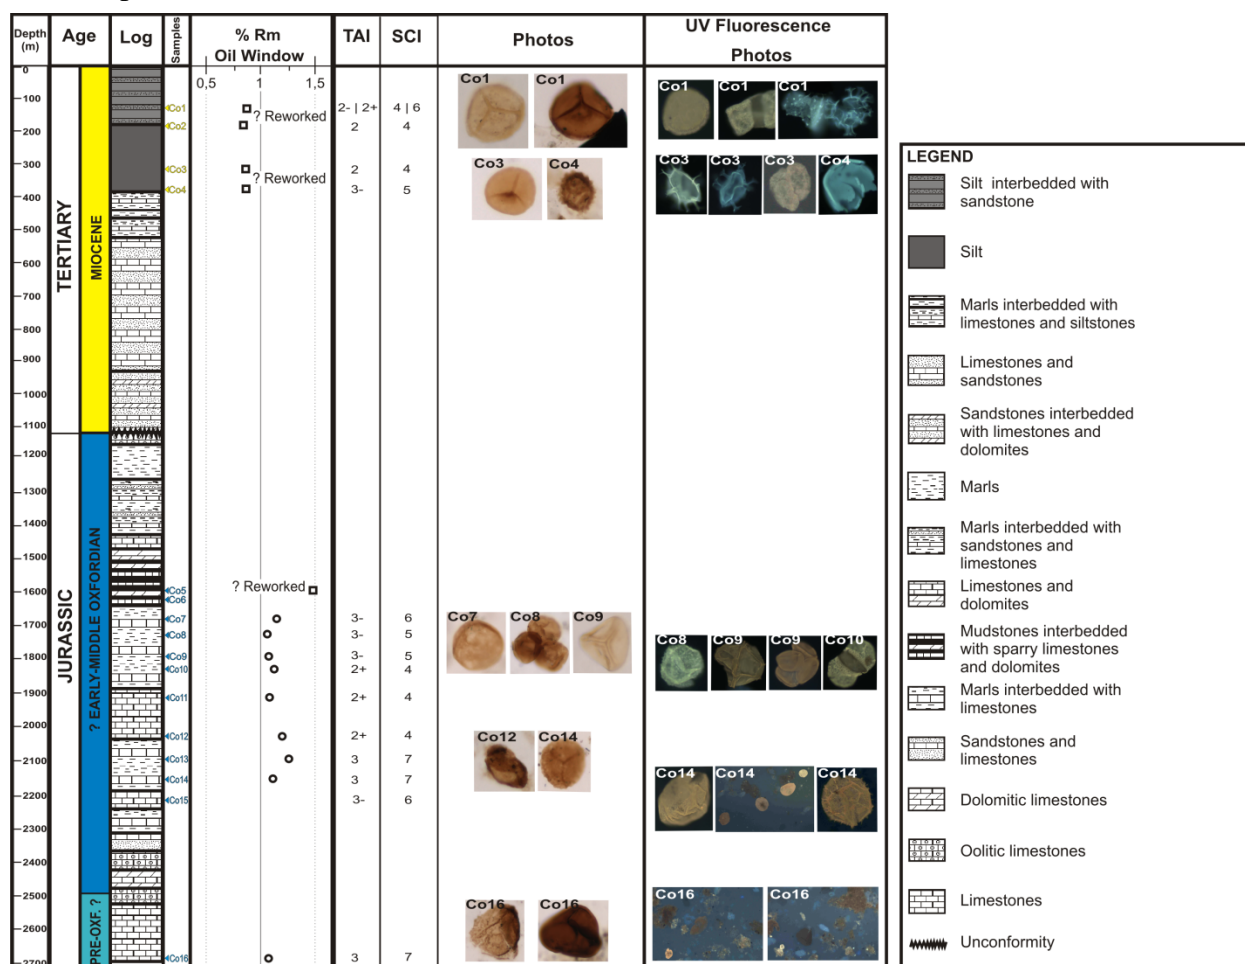 Depth
(m)
Age
Log
Samples
% Rm
Oil Window
TAI
SCI
Photos
UV Fluorescence
Photos
0
100
200
300
400
500
600
700
800
900
1000
1100
1200
1300
1400
1500
1600
1700
1800
1900
2000
2100
2200
2300
2400
2500
2600
2700
TERTIARY
JURASSIC
MIOCENE
? EARLY-MIDDLE OXFORDIAN
PRE-OXF. ?
0,5 1 1,5
Co1 ? Reworked 2- | 2+ 4 | 6
Co2 2 4
Co3 ? Reworked 2 4
Co4 3- 5
Co5 ? Reworked
Co6
Co7 3- 6
Co8 3- 5
Co9 3- 5
Co10 2+ 4
Co11 2+ 4
Co12 2+ 4
Co13 3 7
Co14 3 7
Co15 3- 6
Co16 3 7
Co1 Co1
Co3 Co4
Co7 Co8 Co9
Co12 Co14
Co16 Co16
Co1 Co1 Co1
Co3 Co3 Co3 Co4
Co8 Co9 Co9 Co10
Co14 Co14 Co14
Co16 Co16
LEGEND
Silt interbedded with
sandstone
Silt
Marls interbedded with
limestones and siltstones
Limestones and
sandstones
Sandstones interbedded
with limestones and
dolomites
Marls
Marls interbedded with
sandstones and
limestones
Limestones and
dolomites
Mudstones interbedded
with sparry limestones
and dolomites
Marls interbedded with
limestones
Sandstones and
limestones
Dolomitic limestones
Oolitic limestones
Limestones
Unconformity